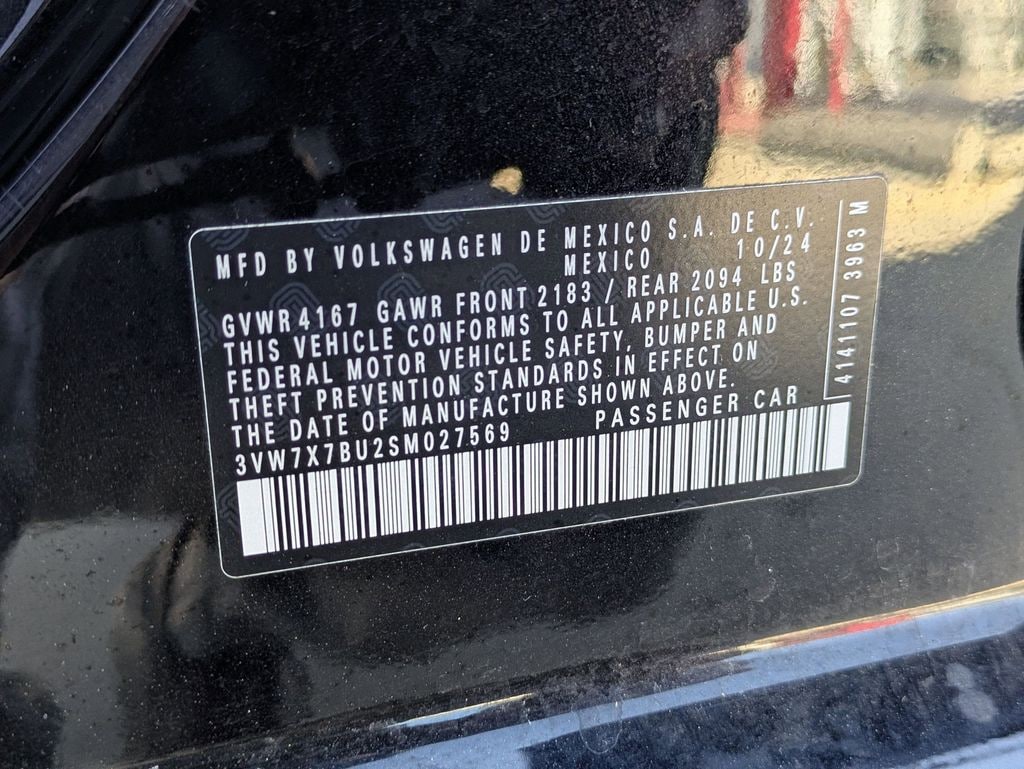 MFD BY VOLKSWAGEN DE MEXICO S.A. DE C.V.
MEXICO 10/24
GVWR 4167 GAWR FRONT 2183 / REAR 2094 LBS
THIS VEHICLE CONFORMS TO ALL APPLICABLE U.S.
FEDERAL MOTOR VEHICLE SAFETY, BUMPER AND
THEFT PREVENTION STANDARDS IN EFFECT ON
THE DATE OF MANUFACTURE SHOWN ABOVE.
3VW7X7BU2SM027569 PASSENGER CAR
4141107 3963 M